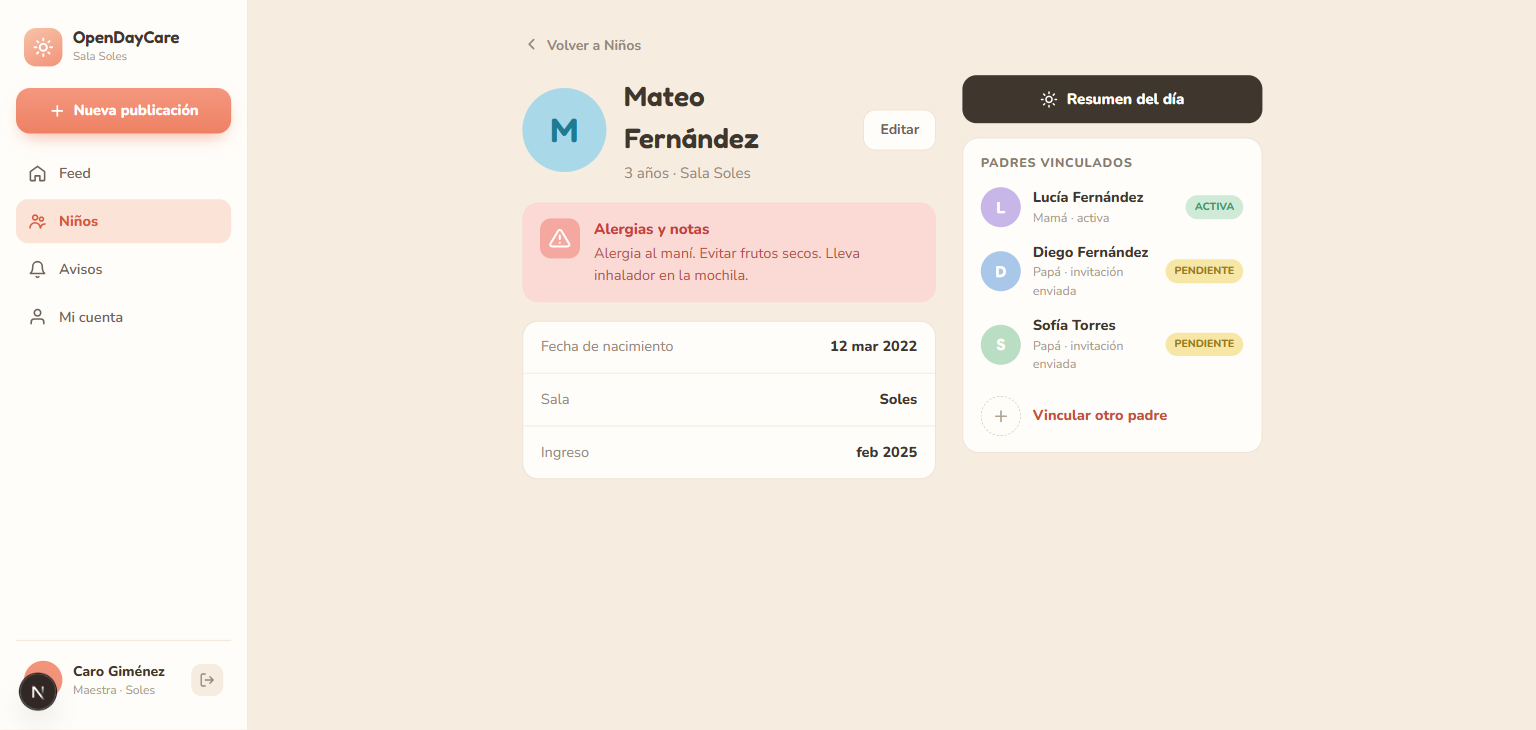 OpenDayCare
Sala Soles
Nueva publicación
Feed
Niños
Avisos
Mi cuenta
Caro Giménez
Maestra · Soles
N
Volver a Niños
M
Mateo
Fernández
3 años · Sala Soles
Editar
Alergias y notas
Alergia al maní. Evitar frutos secos. Lleva
inhalador en la mochila.
Fecha de nacimiento 12 mar 2022
Sala Soles
Ingreso feb 2025
Resumen del día
PADRES VINCULADOS
L
Lucía Fernández
Mamá · activa
ACTIVA
D
Diego Fernández
Papá · invitación
enviada
PENDIENTE
S
Sofía Torres
Papá · invitación
enviada
PENDIENTE
Vincular otro padre